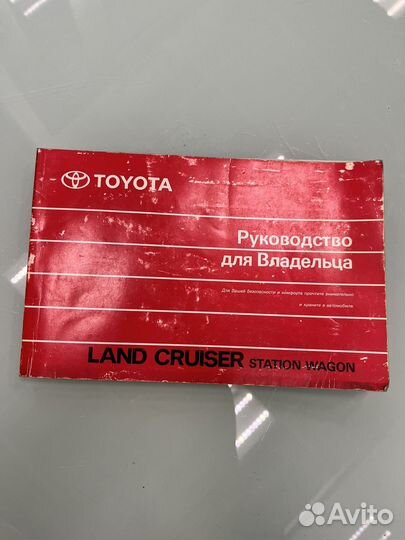 TOYOTA
Руководство
для Владельца
Для Вашей безопасности и комфорта прочтите внимательно
и храните в автомобиле
LAND CRUISER STATION WAGON
Avito